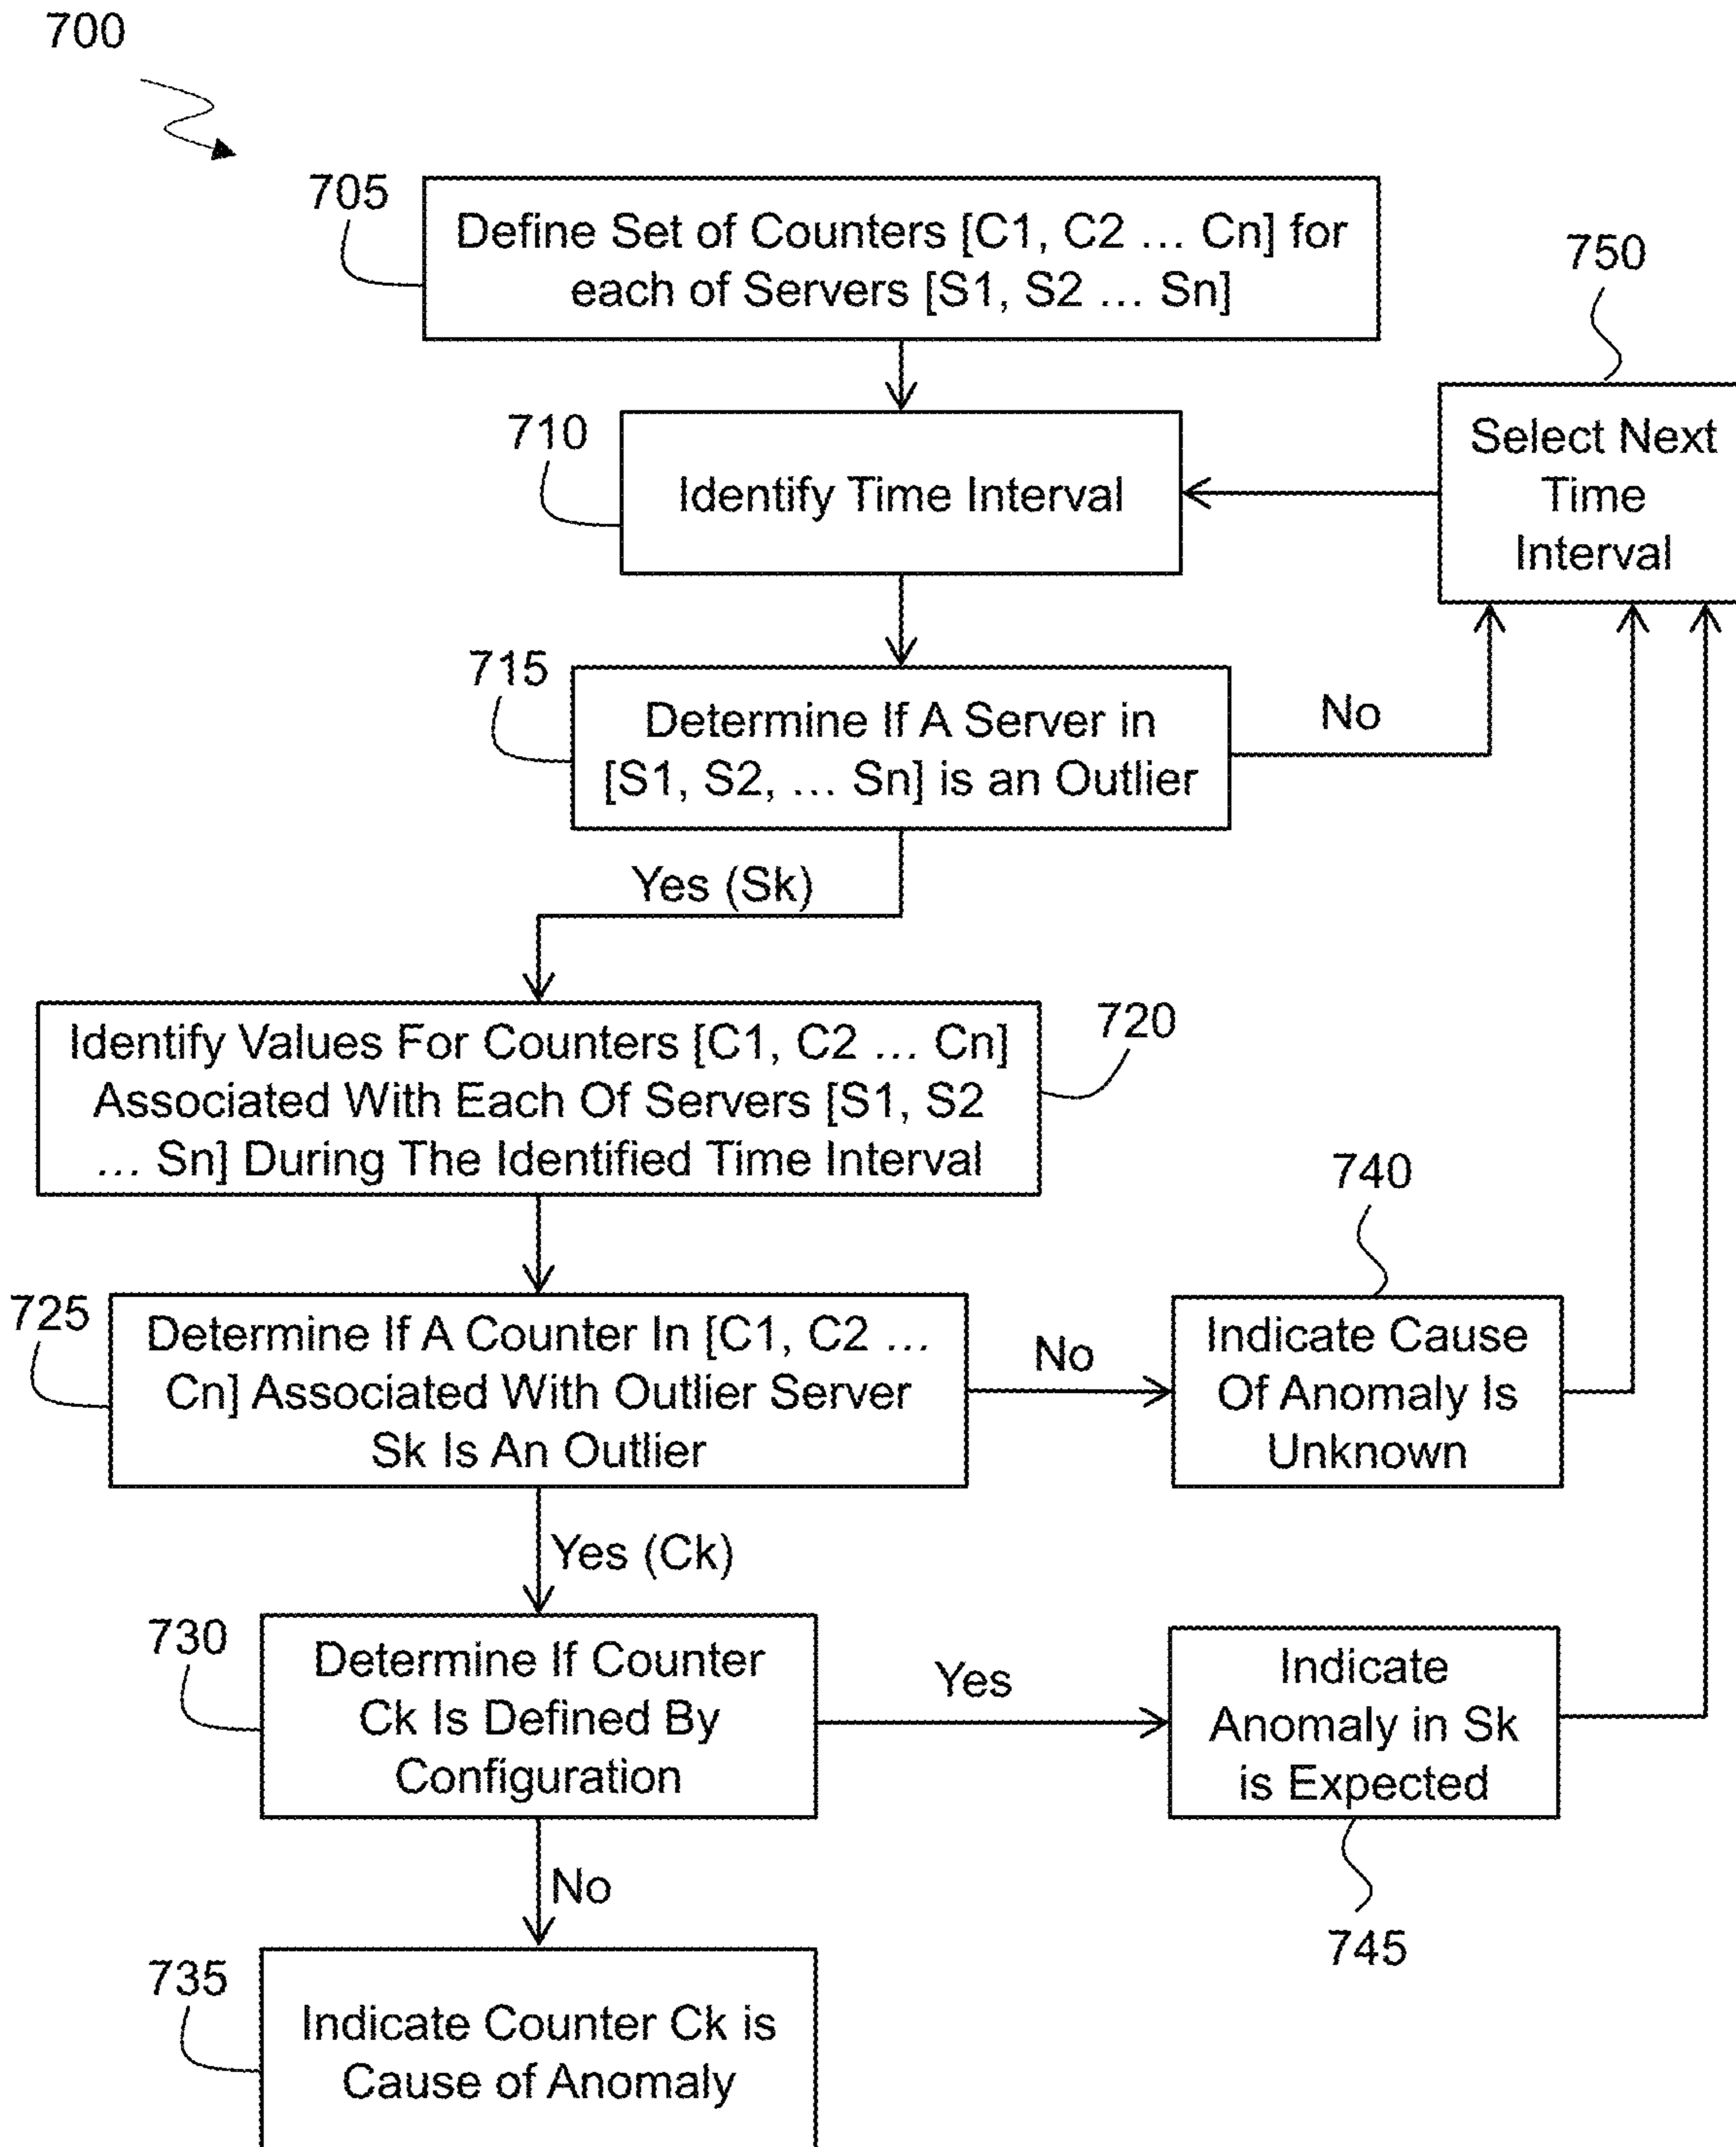 700
705
Define Set of Counters [C1, C2 ... Cn] for
each of Servers [S1, S2 ... Sn]
750
Select Next
Time
Interval
710
Identify Time Interval
715
Determine If A Server in
[S1, S2, ... Sn] is an Outlier
No
Yes (Sk)
720
Identify Values For Counters [C1, C2 ... Cn]
Associated With Each Of Servers [S1, S2
... Sn] During The Identified Time Interval
725
Determine If A Counter In [C1, C2 ...
Cn] Associated With Outlier Server
Sk Is An Outlier
No
740
Indicate Cause
Of Anomaly Is
Unknown
Yes (Ck)
730
Determine If Counter
Ck Is Defined By
Configuration
Yes
Indicate
Anomaly in Sk
is Expected
745
No
735
Indicate Counter Ck is
Cause of Anomaly